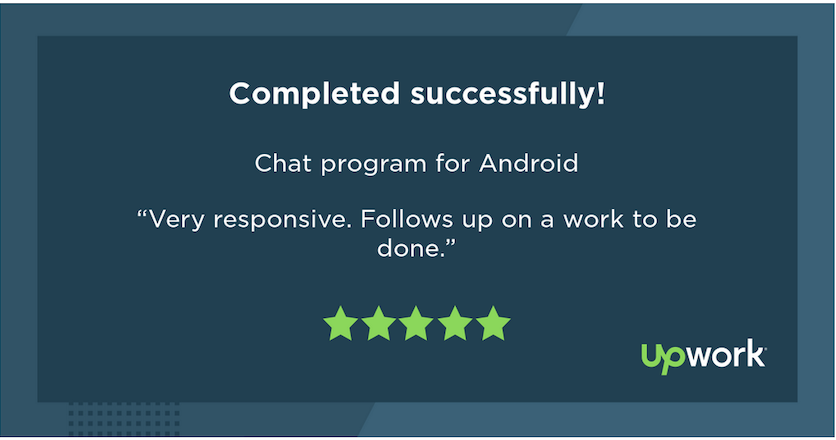 Completed successfully!
Chat program for Android
“Very responsive. Follows up on a work to be
done.”
upwork